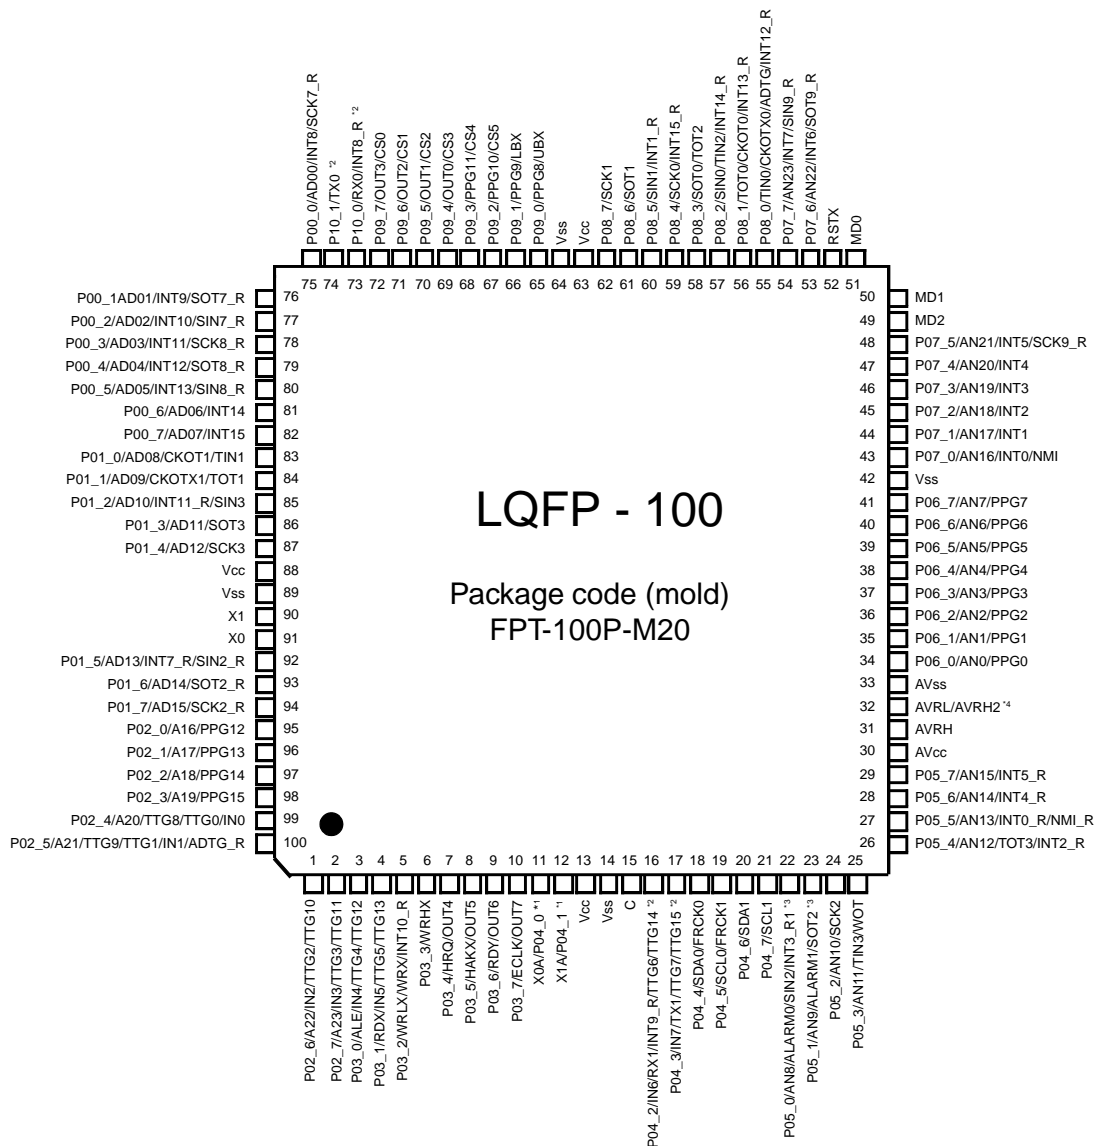 P00_0/AD00/INT8/SCK7_R
P10_1/TX0 *2
P10_0/RX0/INT8_R *2
P09_7/OUT3/CS0
P09_6/OUT2/CS1
P09_5/OUT1/CS2
P09_4/OUT0/CS3
P09_3/PPG11/CS4
P09_2/PPG10/CS5
P09_1/PPG9/LBX
P09_0/PPG8/UBX
Vss
Vcc
P08_7/SCK1
P08_6/SOT1
P08_5/SIN1/INT1_R
P08_4/SCK0/INT15_R
P08_3/SOT0/TOT2
P08_2/SIN0/TIN2/INT14_R
P08_1/TOT0/CKOT0/INT13_R
P08_0/TIN0/CKOTX0/ADTG/INT12_R
P07_7/AN23/INT7/SIN9_R
P07_6/AN22/INT6/SOT9_R
RSTX
MD0
75 74 73 72 71 70 69 68 67 66 65 64 63 62 61 60 59 58 57 56 55 54 53 52 51
P00_1AD01/INT9/SOT7_R 76
P00_2/AD02/INT10/SIN7_R 77
P00_3/AD03/INT11/SCK8_R 78
P00_4/AD04/INT12/SOT8_R 79
P00_5/AD05/INT13/SIN8_R 80
P00_6/AD06/INT14 81
P00_7/AD07/INT15 82
P01_0/AD08/CKOT1/TIN1 83
P01_1/AD09/CKOTX1/TOT1 84
P01_2/AD10/INT11_R/SIN3 85
P01_3/AD11/SOT3 86
P01_4/AD12/SCK3 87
Vcc 88
Vss 89
X1 90
X0 91
P01_5/AD13/INT7_R/SIN2_R 92
P01_6/AD14/SOT2_R 93
P01_7/AD15/SCK2_R 94
P02_0/A16/PPG12 95
P02_1/A17/PPG13 96
P02_2/A18/PPG14 97
P02_3/A19/PPG15 98
P02_4/A20/TTG8/TTG0/IN0 99
P02_5/A21/TTG9/TTG1/IN1/ADTG_R 100
LQFP - 100
Package code (mold)
FPT-100P-M20
50 MD1
49 MD2
48 P07_5/AN21/INT5/SCK9_R
47 P07_4/AN20/INT4
46 P07_3/AN19/INT3
45 P07_2/AN18/INT2
44 P07_1/AN17/INT1
43 P07_0/AN16/INT0/NMI
42 Vss
41 P06_7/AN7/PPG7
40 P06_6/AN6/PPG6
39 P06_5/AN5/PPG5
38 P06_4/AN4/PPG4
37 P06_3/AN3/PPG3
36 P06_2/AN2/PPG2
35 P06_1/AN1/PPG1
34 P06_0/AN0/PPG0
33 AVss
32 AVRL/AVRH2 *4
31 AVRH
30 AVcc
29 P05_7/AN15/INT5_R
28 P05_6/AN14/INT4_R
27 P05_5/AN13/INT0_R/NMI_R
26 P05_4/AN12/TOT3/INT2_R
1 2 3 4 5 6 7 8 9 10 11 12 13 14 15 16 17 18 19 20 21 22 23 24 25
P02_6/A22/IN2/TTG2/TTG10
P02_7/A23/IN3/TTG3/TTG11
P03_0/ALE/IN4/TTG4/TTG12
P03_1/RDX/IN5/TTG5/TTG13
P03_2/WRLX/WRX/INT10_R
P03_3/WRHX
P03_4/HRQ/OUT4
P03_5/HAKX/OUT5
P03_6/RDY/OUT6
P03_7/ECLK/OUT7
X0A/P04_0 *1
X1A/P04_1 *1
Vcc
Vss
C
P04_2/IN6/RX1/INT9_R/TTG6/TTG14 *2
P04_3/IN7/TX1/TTG7/TTG15 *2
P04_4/SDA0/FRCK0
P04_5/SCL0/FRCK1
P04_6/SDA1
P04_7/SCL1
P05_0/AN8/ALARM0/SIN2/INT3_R1 *3
P05_1/AN9/ALARM1/SOT2 *3
P05_2/AN10/SCK2
P05_3/AN11/TIN3/WOT